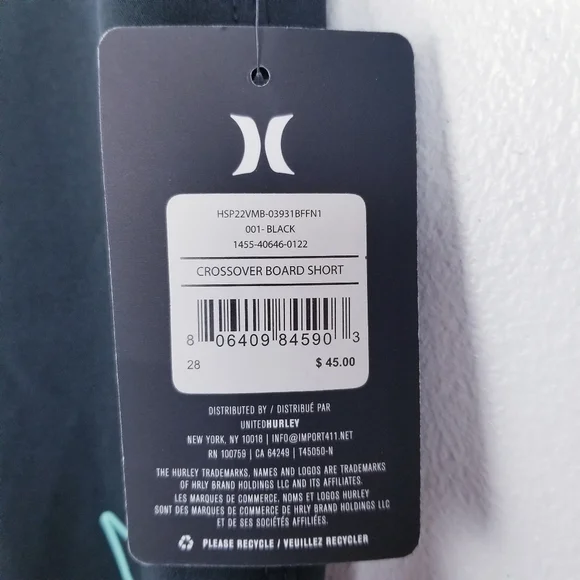 HSP22VMB-03931BFFN1
001- BLACK
1455-40646-0122
CROSSOVER BOARD SHORT
8 06409 84590 3
28 $ 45.00
DISTRIBUTED BY / DISTRIBUÉ PAR
UNITEDHURLEY
NEW YORK, NY 10018 | INFO@IMPORT411.NET
RN 100759 | CA 64249 | T45050-N
THE HURLEY TRADEMARKS, NAMES AND LOGOS ARE TRADEMARKS
OF HRLY BRAND HOLDINGS LLC AND ITS AFFILIATES.
LES MARQUES DE COMMERCE, NOMS ET LOGOS HURLEY
SONT DES MARQUES DE COMMERCE DE HRLY BRAND HOLDINGS LLC
ET DE SES SOCIÉTÉS AFFILIÉES.
PLEASE RECYCLE / VEUILLEZ RECYCLER